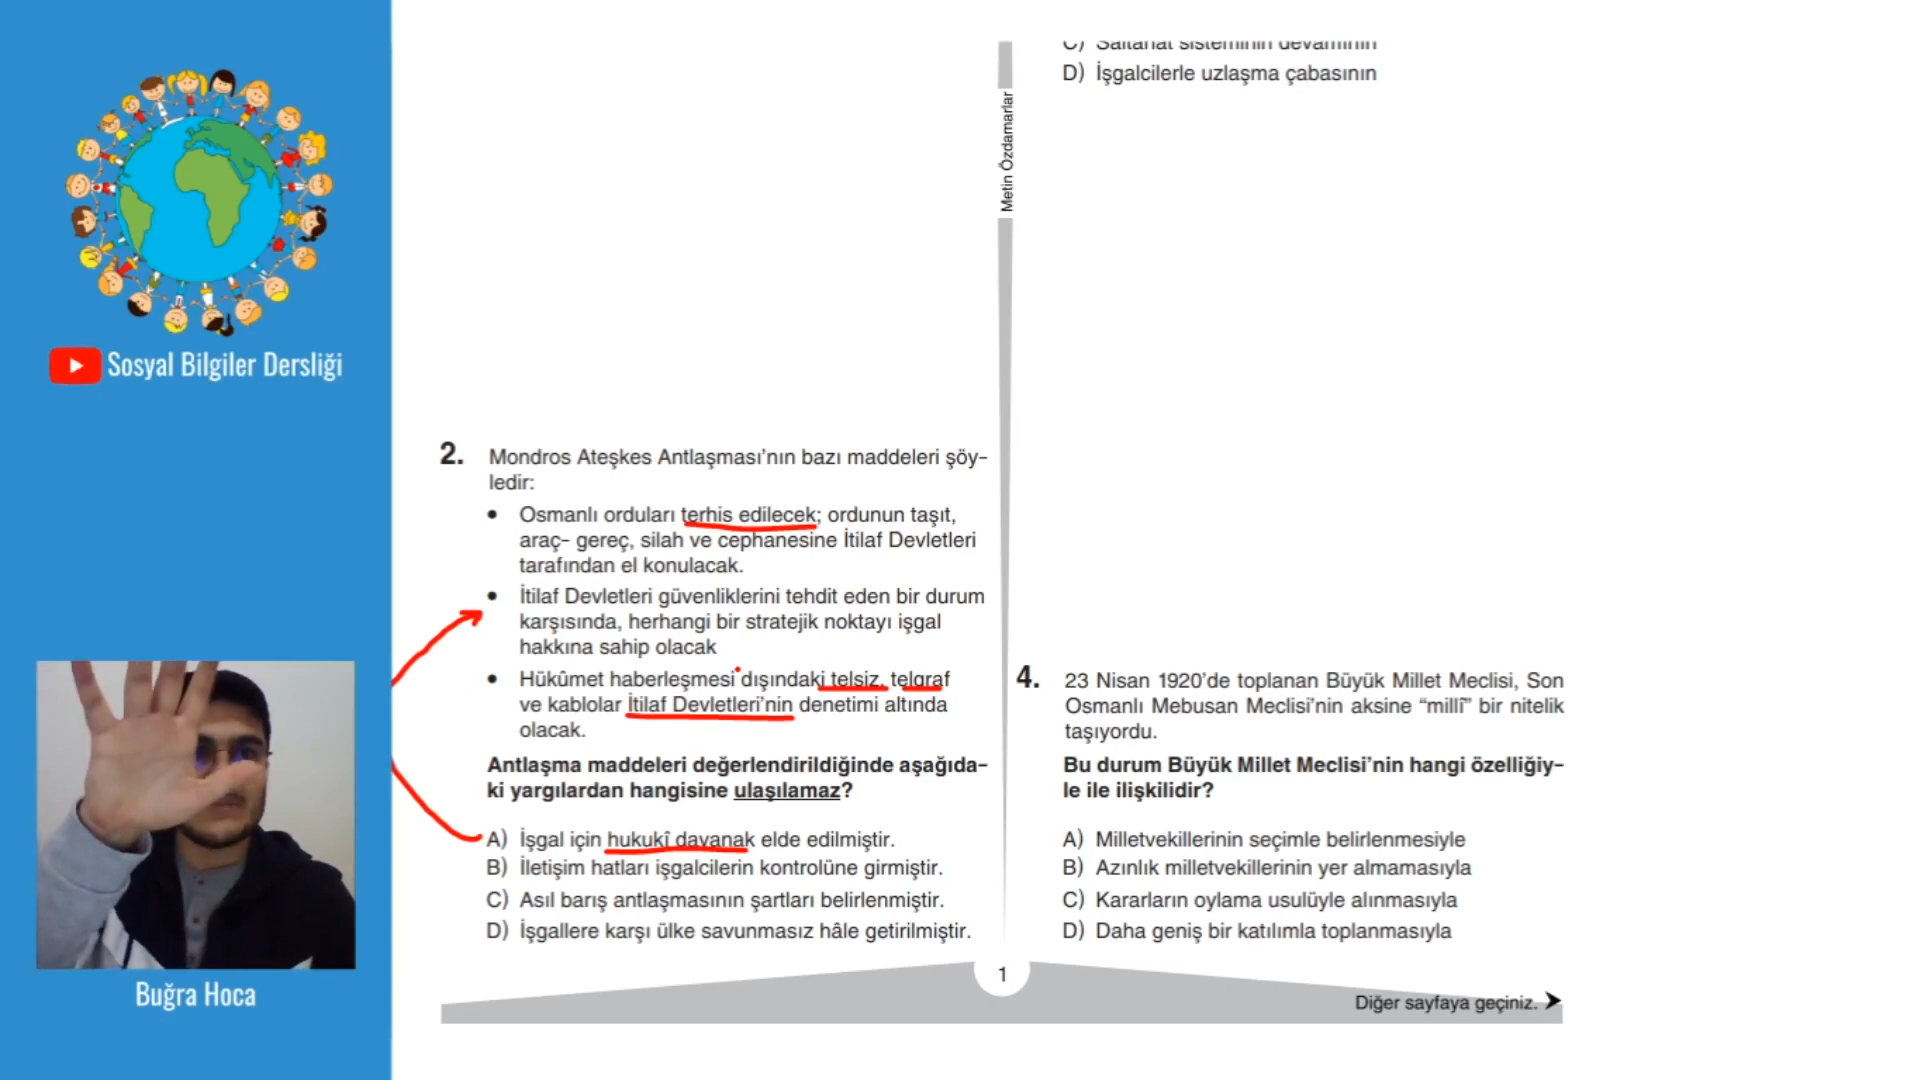 Sosyal Bilgiler Dersliği
Buğra Hoca
2. Mondros Ateşkes Antlaşması’nın bazı maddeleri şöy-
ledir:
• Osmanlı orduları terhis edilecek; ordunun taşıt,
araç- gereç, silah ve cephanesine İtilaf Devletleri
tarafından el konulacak.
• İtilaf Devletleri güvenliklerini tehdit eden bir durum
karşısında, herhangi bir stratejik noktayı işgal
hakkına sahip olacak
• Hükûmet haberleşmesi dışındaki telsiz, telgraf
ve kablolar İtilaf Devletleri’nin denetimi altında
olacak.
Antlaşma maddeleri değerlendirildiğinde aşağıda-
ki yargılardan hangisine ulaşılamaz?
A) İşgal için hukukî dayanak elde edilmiştir.
B) İletişim hatları işgalcilerin kontrolüne girmiştir.
C) Asıl barış antlaşmasının şartları belirlenmiştir.
D) İşgallere karşı ülke savunmasız hâle getirilmiştir.
Metin Özdamarlar
C) Saltanat sisteminin devamının
D) İşgalcilerle uzlaşma çabasının
4. 23 Nisan 1920’de toplanan Büyük Millet Meclisi, Son
Osmanlı Mebusan Meclisi’nin aksine “millî” bir nitelik
taşıyordu.
Bu durum Büyük Millet Meclisi’nin hangi özelliğiy-
le ile ilişkilidir?
A) Milletvekillerinin seçimle belirlenmesiyle
B) Azınlık milletvekillerinin yer almamasıyla
C) Kararların oylama usulüyle alınmasıyla
D) Daha geniş bir katılımla toplanmasıyla
1
Diğer sayfaya geçiniz.